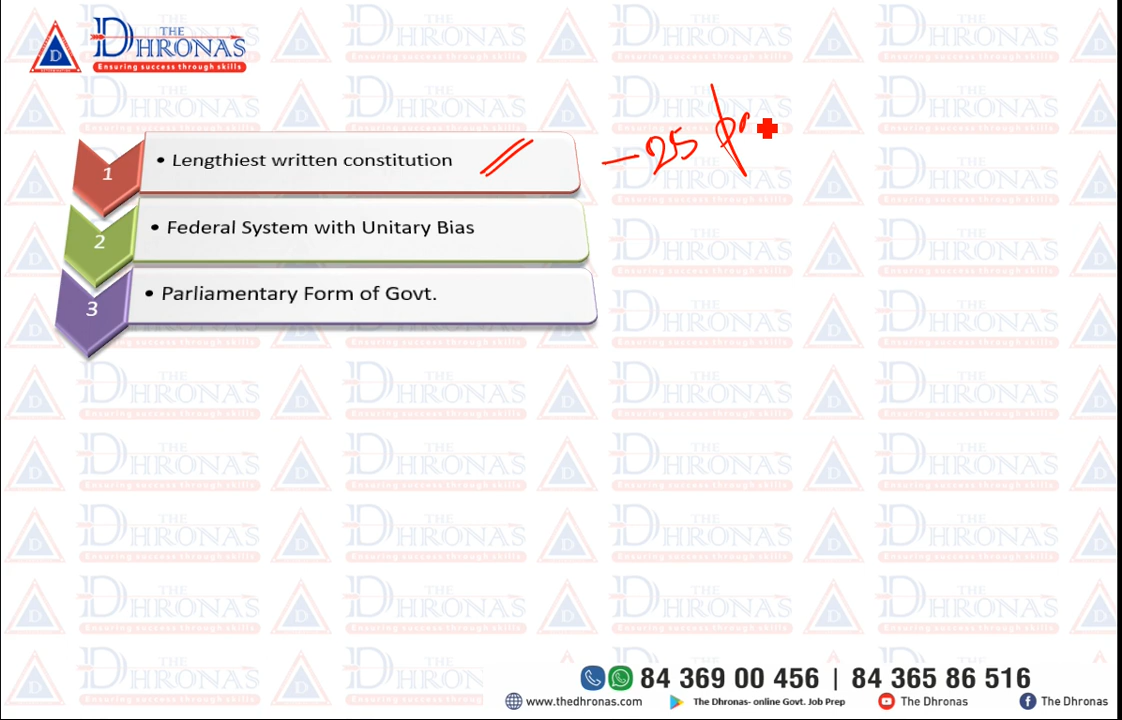 THE
DHRONAS
Ensuring success through skills
1
• Lengthiest written constitution
– 25 pa
2
• Federal System with Unitary Bias
3
• Parliamentary Form of Govt.
84 369 00 456 | 84 365 86 516
www.thedhronas.com
The Dhronas- online Govt. Job Prep
The Dhronas
The Dhronas